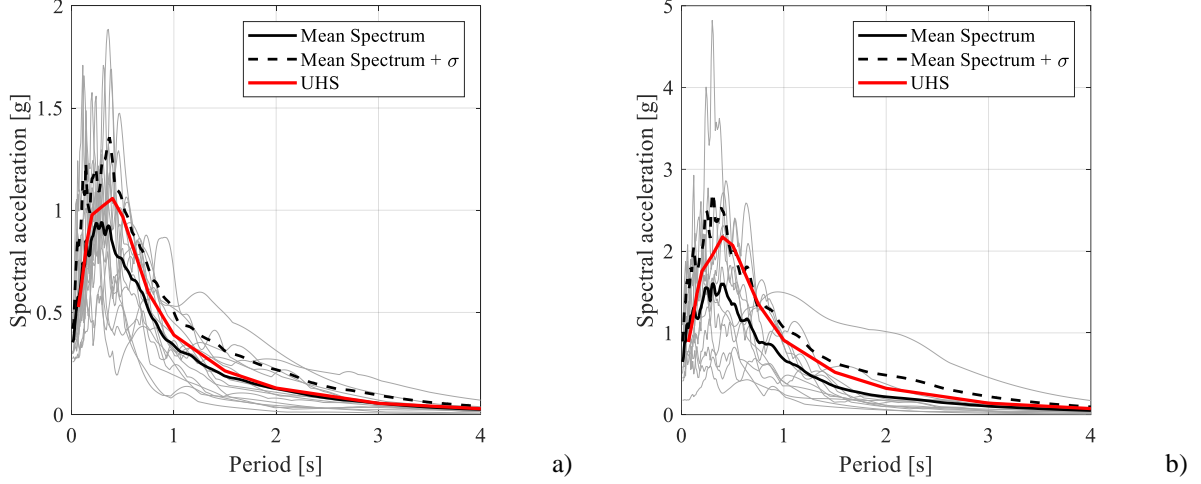 2
1.5
1
0.5
0
0
1
2
3
4
Spectral acceleration [g]
Period [s]
Mean Spectrum
Mean Spectrum + σ
UHS
a)
5
4
3
2
1
0
0
1
2
3
4
Spectral acceleration [g]
Period [s]
Mean Spectrum
Mean Spectrum + σ
UHS
b)